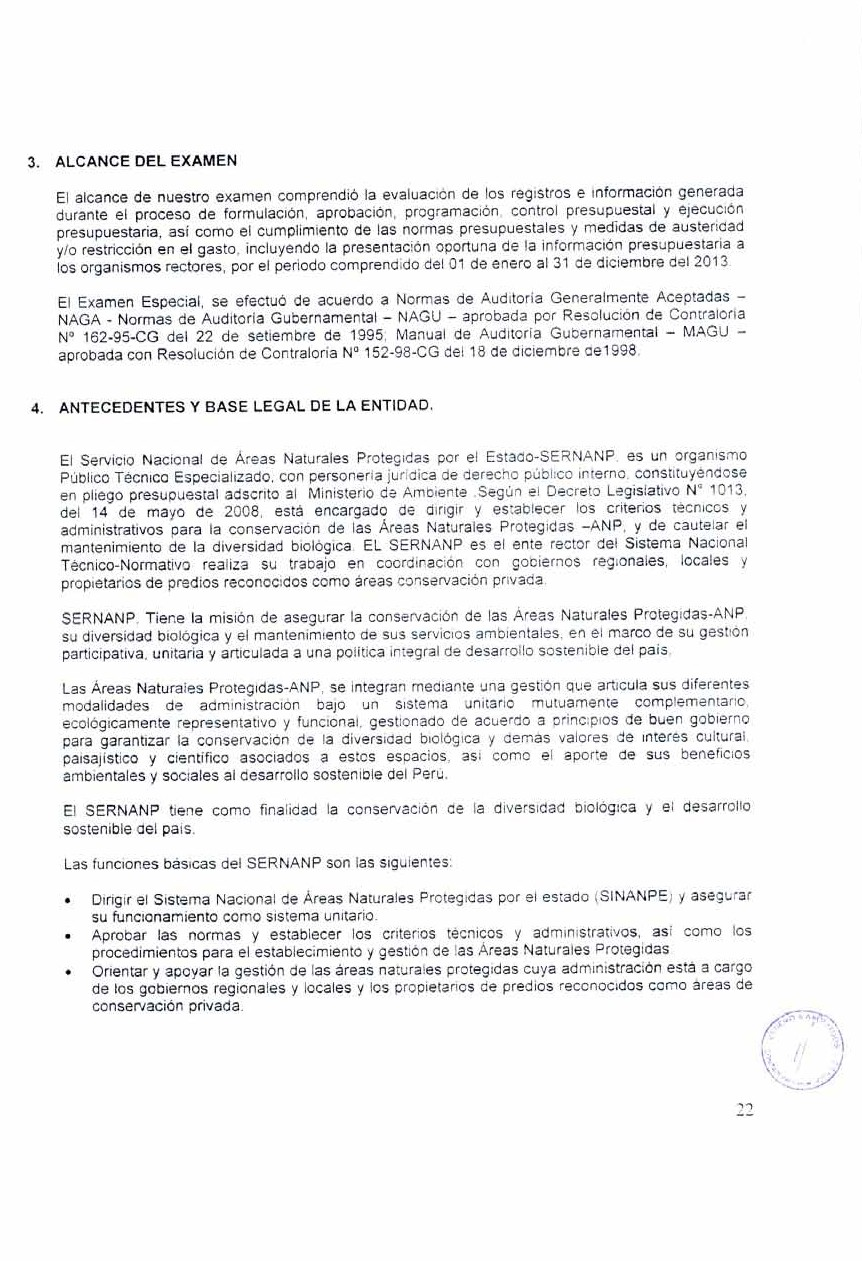 3. ALCANCE DEL EXAMEN
El alcance de nuestro examen comprendió la evaluación de los registros e información generada
durante el proceso de formulación, aprobación, programación, control presupuestal y ejecución
presupuestaria, así como el cumplimiento de las normas presupuestales y medidas de austeridad
y/o restricción en el gasto, incluyendo la presentación oportuna de la información presupuestaria a
los organismos rectores, por el periodo comprendido del 01 de enero al 31 de diciembre del 2013.
El Examen Especial, se efectuó de acuerdo a Normas de Auditoría Generalmente Aceptadas –
NAGA - Normas de Auditoría Gubernamental – NAGU – aprobada por Resolución de Contraloría
N° 162-95-CG del 22 de setiembre de 1995; Manual de Auditoría Gubernamental – MAGU –
aprobada con Resolución de Contraloría N° 152-98-CG del 18 de diciembre de1998.
4. ANTECEDENTES Y BASE LEGAL DE LA ENTIDAD.
El Servicio Nacional de Áreas Naturales Protegidas por el Estado-SERNANP, es un organismo
Público Técnico Especializado, con personería jurídica de derecho público interno, constituyéndose
en pliego presupuestal adscrito al Ministerio de Ambiente .Según el Decreto Legislativo N° 1013,
del 14 de mayo de 2008, está encargado de dirigir y establecer los criterios técnicos y
administrativos para la conservación de las Áreas Naturales Protegidas –ANP, y de cautelar el
mantenimiento de la diversidad biológica. EL SERNANP es el ente rector del Sistema Nacional
Técnico-Normativo realiza su trabajo en coordinación con gobiernos regionales, locales y
propietarios de predios reconocidos como áreas conservación privada.
SERNANP. Tiene la misión de asegurar la conservación de las Áreas Naturales Protegidas-ANP,
su diversidad biológica y el mantenimiento de sus servicios ambientales, en el marco de su gestión
participativa, unitaria y articulada a una política integral de desarrollo sostenible del país.
Las Áreas Naturales Protegidas-ANP, se integran mediante una gestión que articula sus diferentes
modalidades de administración bajo un sistema unitario mutuamente complementario,
ecológicamente representativo y funcional, gestionado de acuerdo a principios de buen gobierno
para garantizar la conservación de la diversidad biológica y demás valores de interés cultural,
paisajístico y científico asociados a estos espacios, así como el aporte de sus beneficios
ambientales y sociales al desarrollo sostenible del Perú.
El SERNANP tiene como finalidad la conservación de la diversidad biológica y el desarrollo
sostenible del país.
Las funciones básicas del SERNANP son las siguientes:
• Dirigir el Sistema Nacional de Áreas Naturales Protegidas por el estado (SINANPE) y asegurar
su funcionamiento como sistema unitario.
• Aprobar las normas y establecer los criterios técnicos y administrativos, así como los
procedimientos para el establecimiento y gestión de las Áreas Naturales Protegidas
• Orientar y apoyar la gestión de las áreas naturales protegidas cuya administración está a cargo
de los gobiernos regionales y locales y los propietarios de predios reconocidos como áreas de
conservación privada.
22